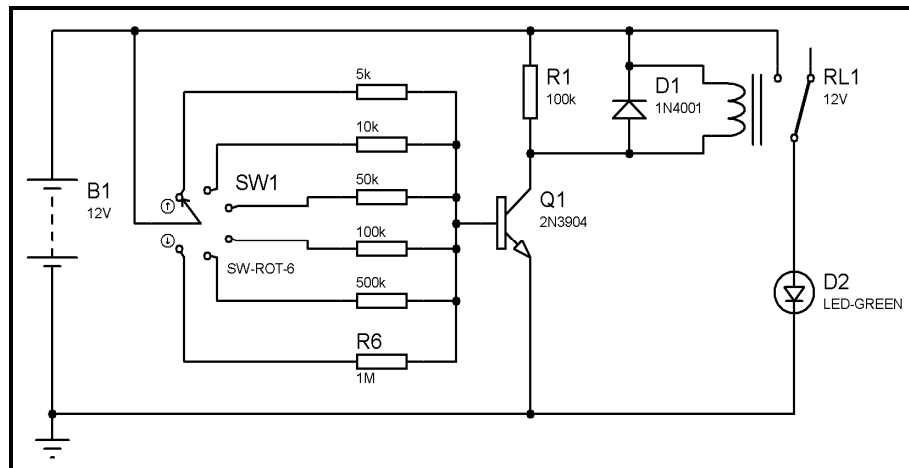 5k
R1
100k
D1
1N4001
RL1
12V
10k
B1
12V
SW1
50k
Q1
2N3904
100k
SW-ROT-6
500k
D2
LED-GREEN
R6
1M